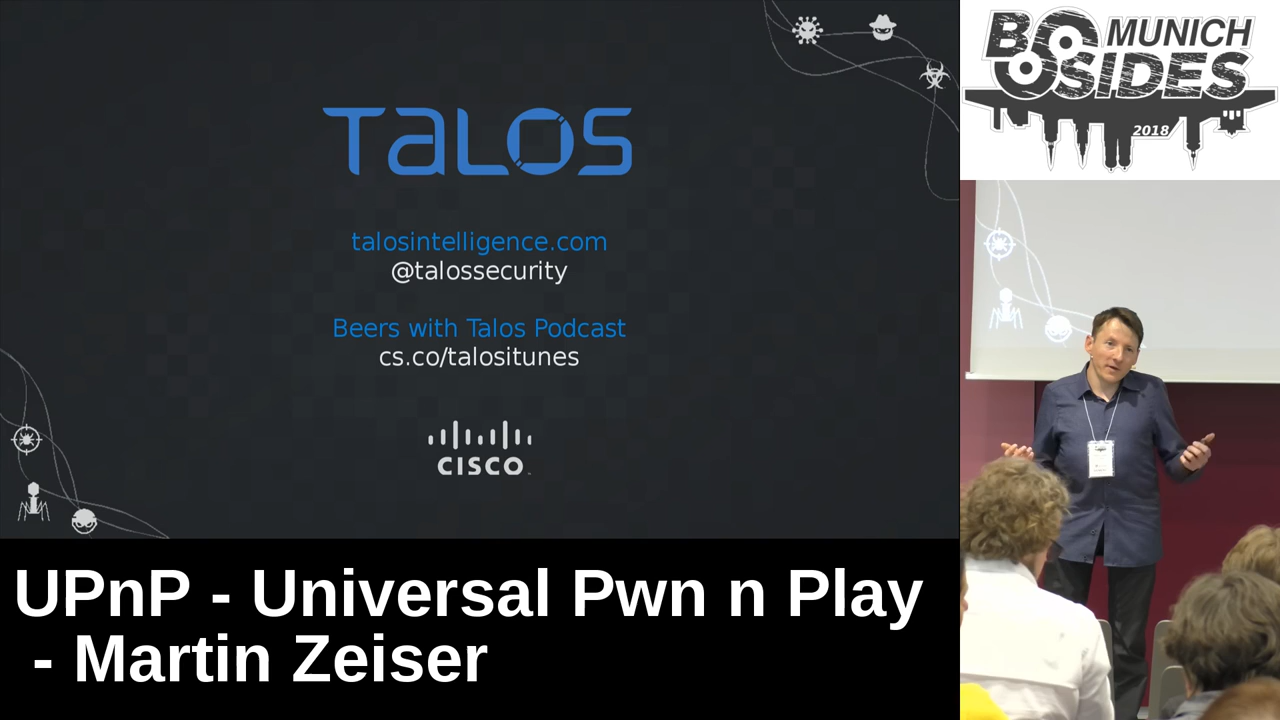 TALOS
talosintelligence.com
@talossecurity
Beers with Talos Podcast
cs.co/talositunes
CISCO
UPnP - Universal Pwn n Play
- Martin Zeiser
BSIDES MUNICH
2018